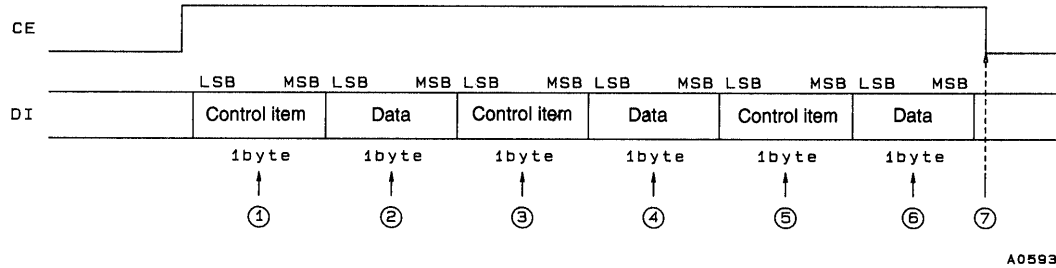 CE
LSB MSB LSB MSB LSB MSB LSB MSB LSB MSB LSB MSB
DI Control item Data Control item Data Control item Data
1byte 1byte 1byte 1byte 1byte 1byte
① ② ③ ④ ⑤ ⑥ ⑦
A0593